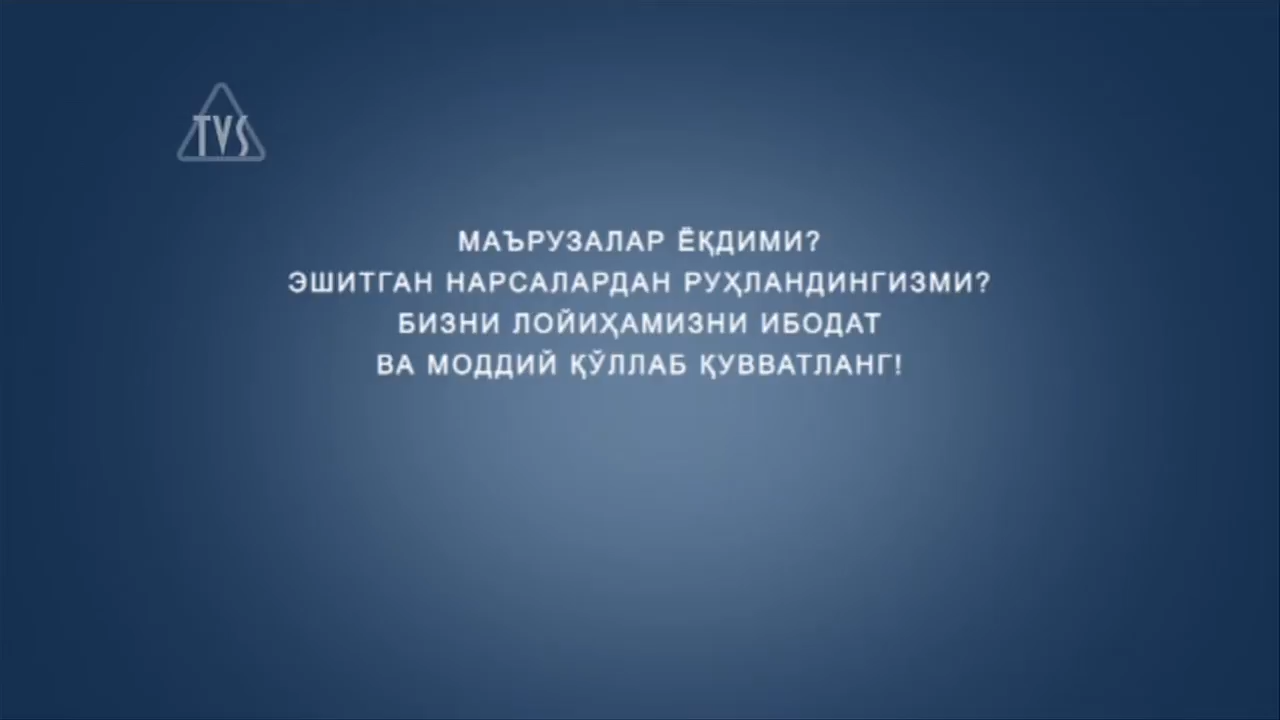 TVS
МАЪРУЗАЛАР ЁҚДИМИ?
ЭШИТГАН НАРСАЛАРДАН РУҲЛАНДИНГИЗМИ?
БИЗНИ ЛОЙИҲАМИЗНИ ИБОДАТ
ВА МОДДИЙ ҚЎЛЛАБ ҚУВВАТЛАНГ!